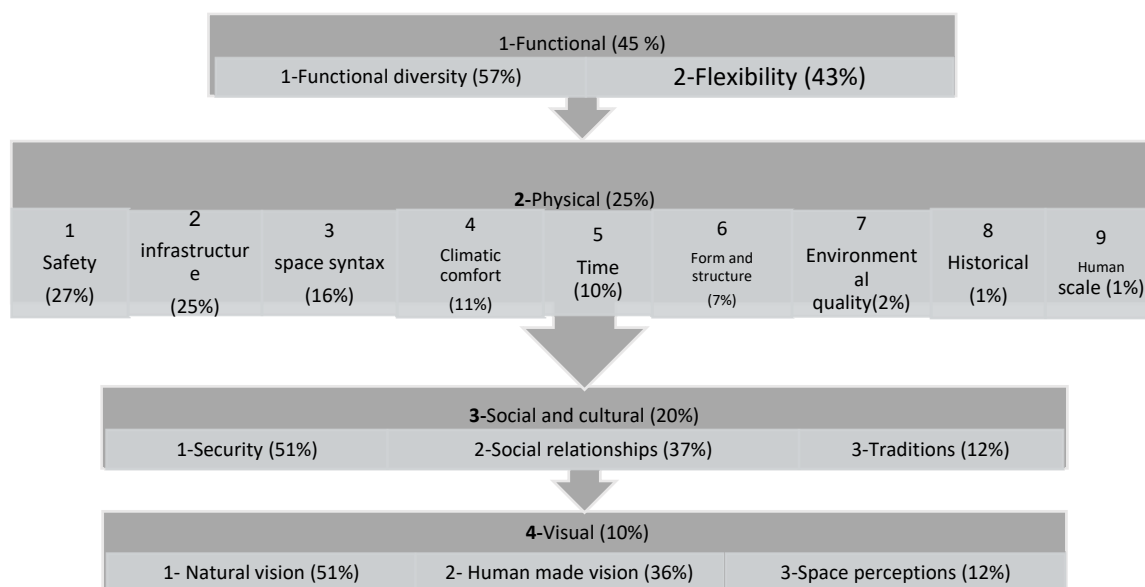 1-Functional (45 %)
1-Functional diversity (57%)
2-Flexibility (43%)
2-Physical (25%)
1
Safety
(27%)
2
infrastructur
e
(25%)
3
space syntax
(16%)
4
Climatic
comfort
(11%)
5
Time
(10%)
6
Form and
structure
(7%)
7
Environment
al
quality(2%)
8
Historical
(1%)
9
Human
scale (1%)
3-Social and cultural (20%)
1-Security (51%)
2-Social relationships (37%)
3-Traditions (12%)
4-Visual (10%)
1- Natural vision (51%)
2- Human made vision (36%)
3-Space perceptions (12%)